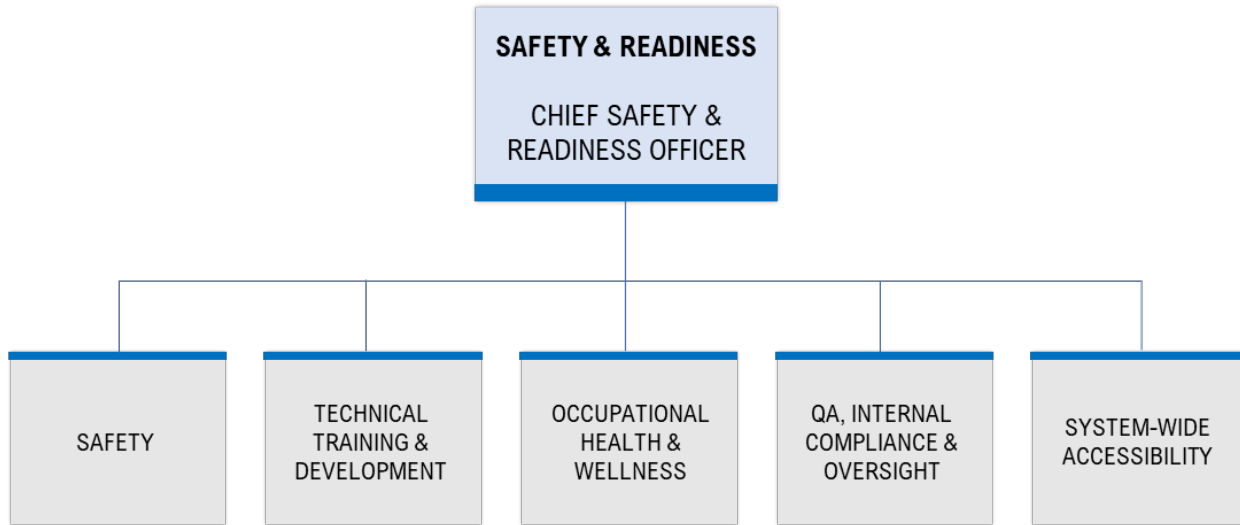 SAFETY & READINESS
CHIEF SAFETY &
READINESS OFFICER
SAFETY
TECHNICAL
TRAINING &
DEVELOPMENT
OCCUPATIONAL
HEALTH &
WELLNESS
QA, INTERNAL
COMPLIANCE &
OVERSIGHT
SYSTEM-WIDE
ACCESSIBILITY